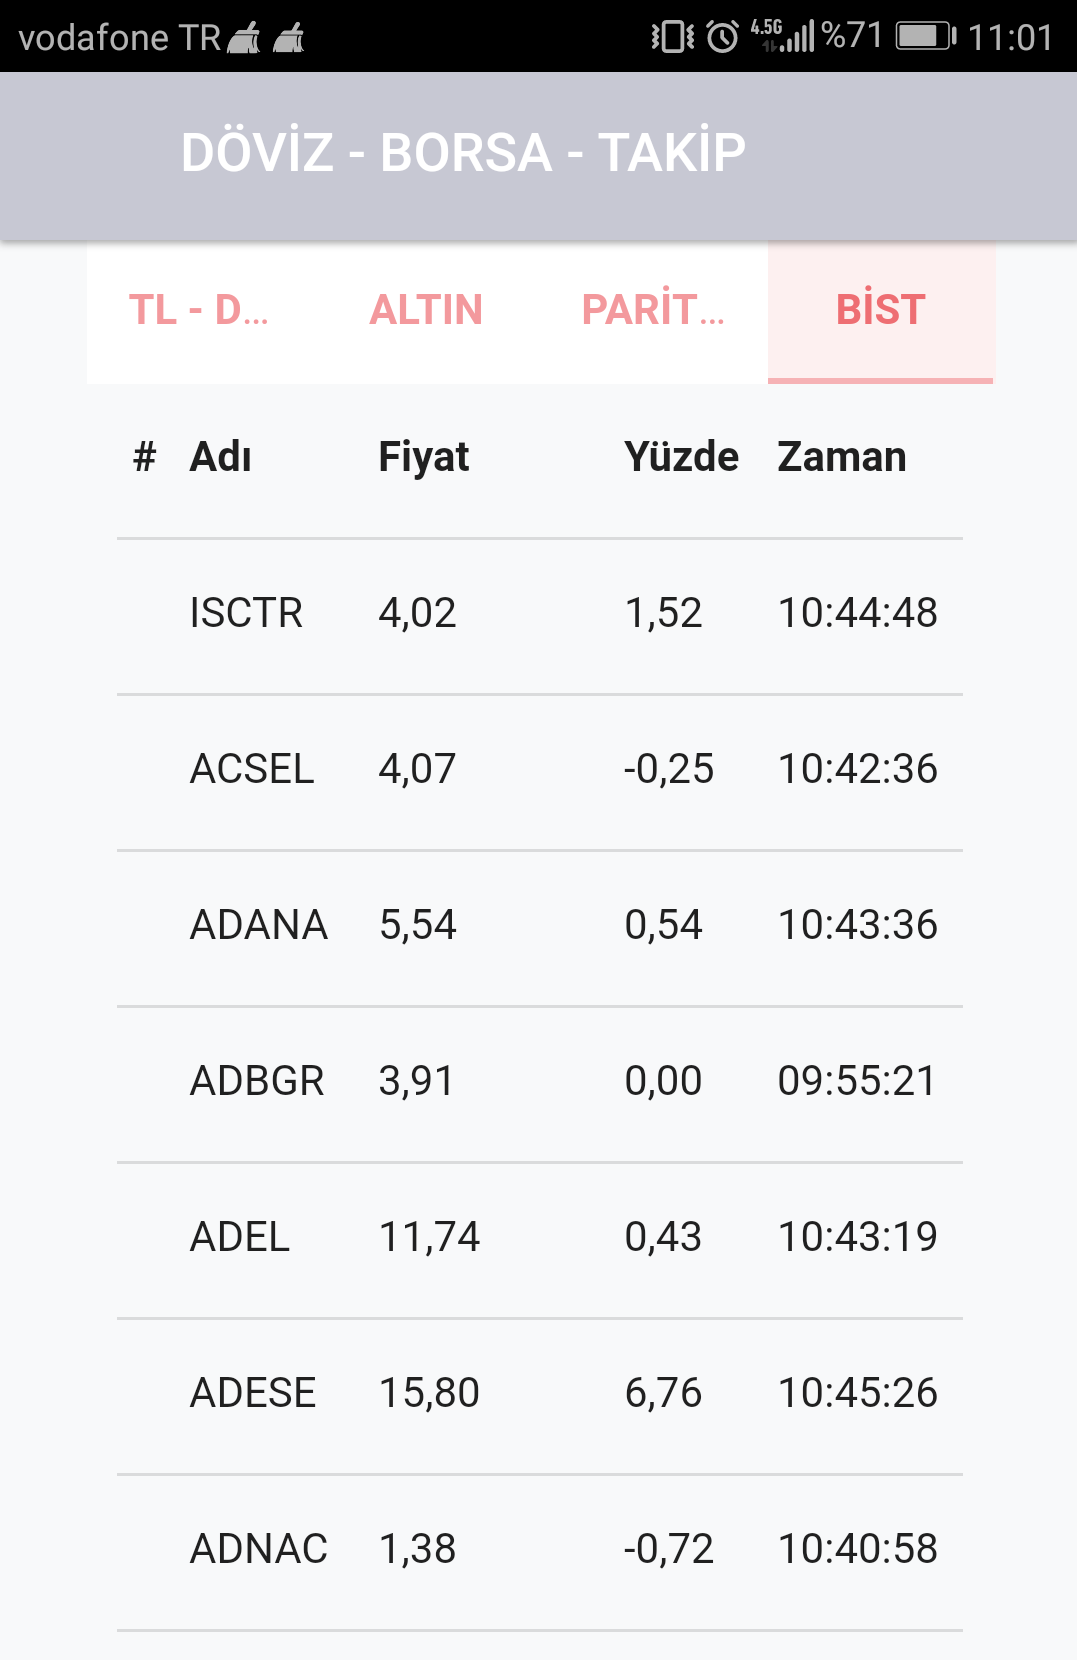 vodafone TR 4.5G %71 11:01
DÖVİZ - BORSA - TAKİP
TL - D... ALTIN PARİT... BİST
# Adı Fiyat Yüzde Zaman
ISCTR 4,02 1,52 10:44:48
ACSEL 4,07 -0,25 10:42:36
ADANA 5,54 0,54 10:43:36
ADBGR 3,91 0,00 09:55:21
ADEL 11,74 0,43 10:43:19
ADESE 15,80 6,76 10:45:26
ADNAC 1,38 -0,72 10:40:58